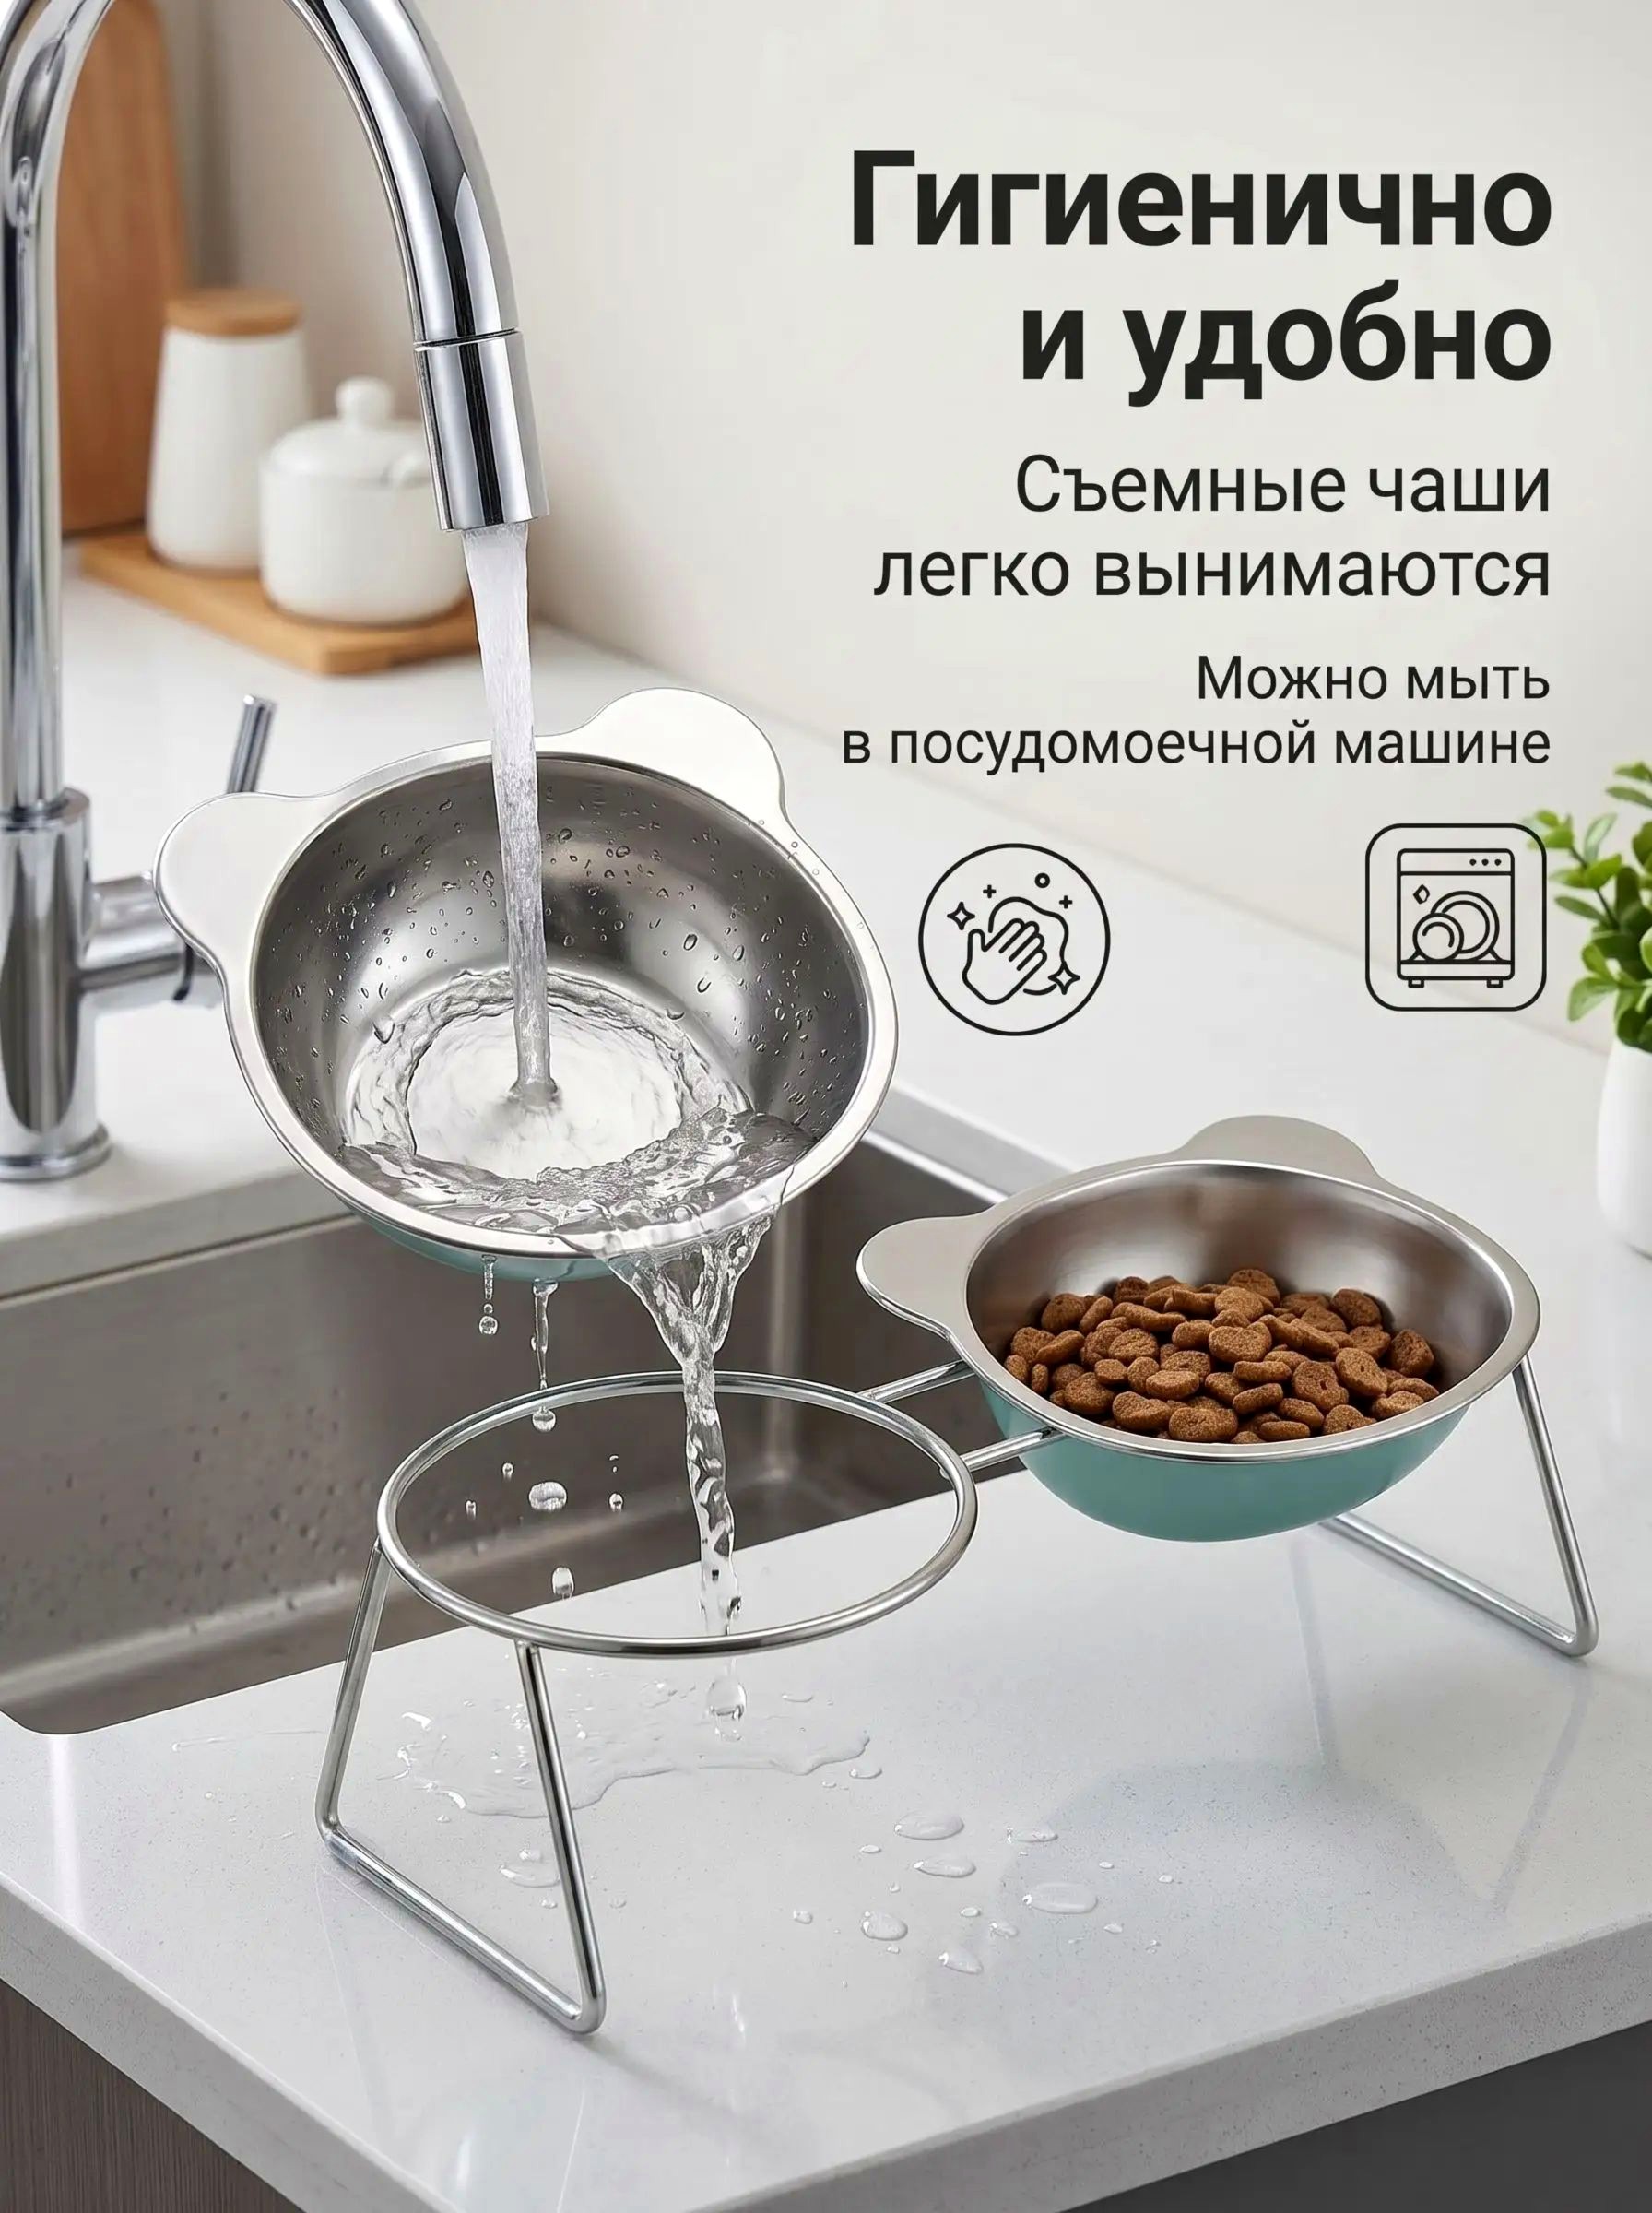 Гигиенично
и удобно
Съемные чаши
легко вынимаются
Можно мыть
в посудомоечной машине